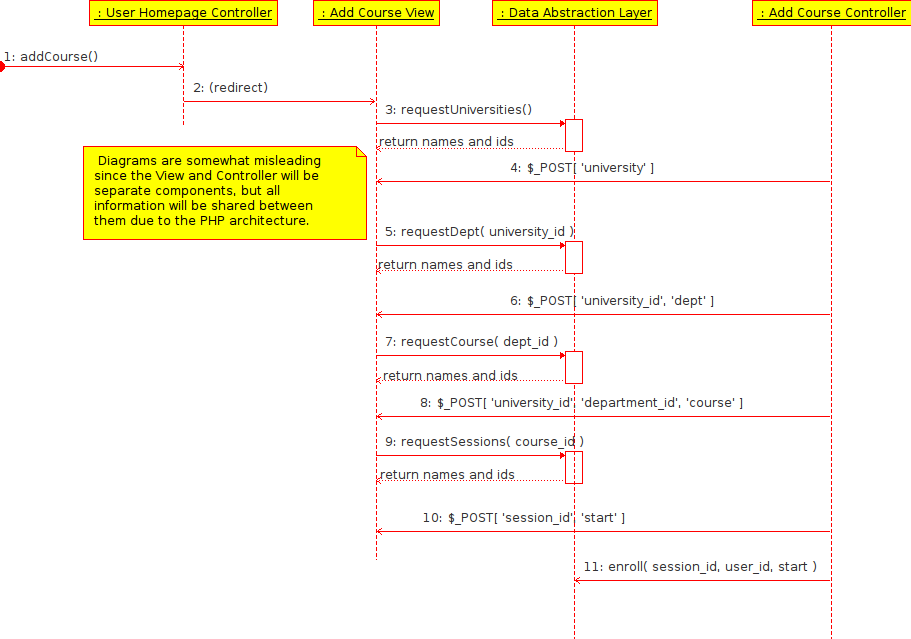 : User Homepage Controller
: Add Course View
: Data Abstraction Layer
: Add Course Controller
1: addCourse()
2: (redirect)
3: requestUniversities()
return names and ids
4: $_POST[ 'university' ]
Diagrams are somewhat misleading
since the View and Controller will be
separate components, but all
information will be shared between
them due to the PHP architecture.
5: requestDept( university_id )
return names and ids
6: $_POST[ 'university_id', 'dept' ]
7: requestCourse( dept_id )
return names and ids
8: $_POST[ 'university_id', 'department_id', 'course' ]
9: requestSessions( course_id )
return names and ids
10: $_POST[ 'session_id', 'start' ]
11: enroll( session_id, user_id, start )